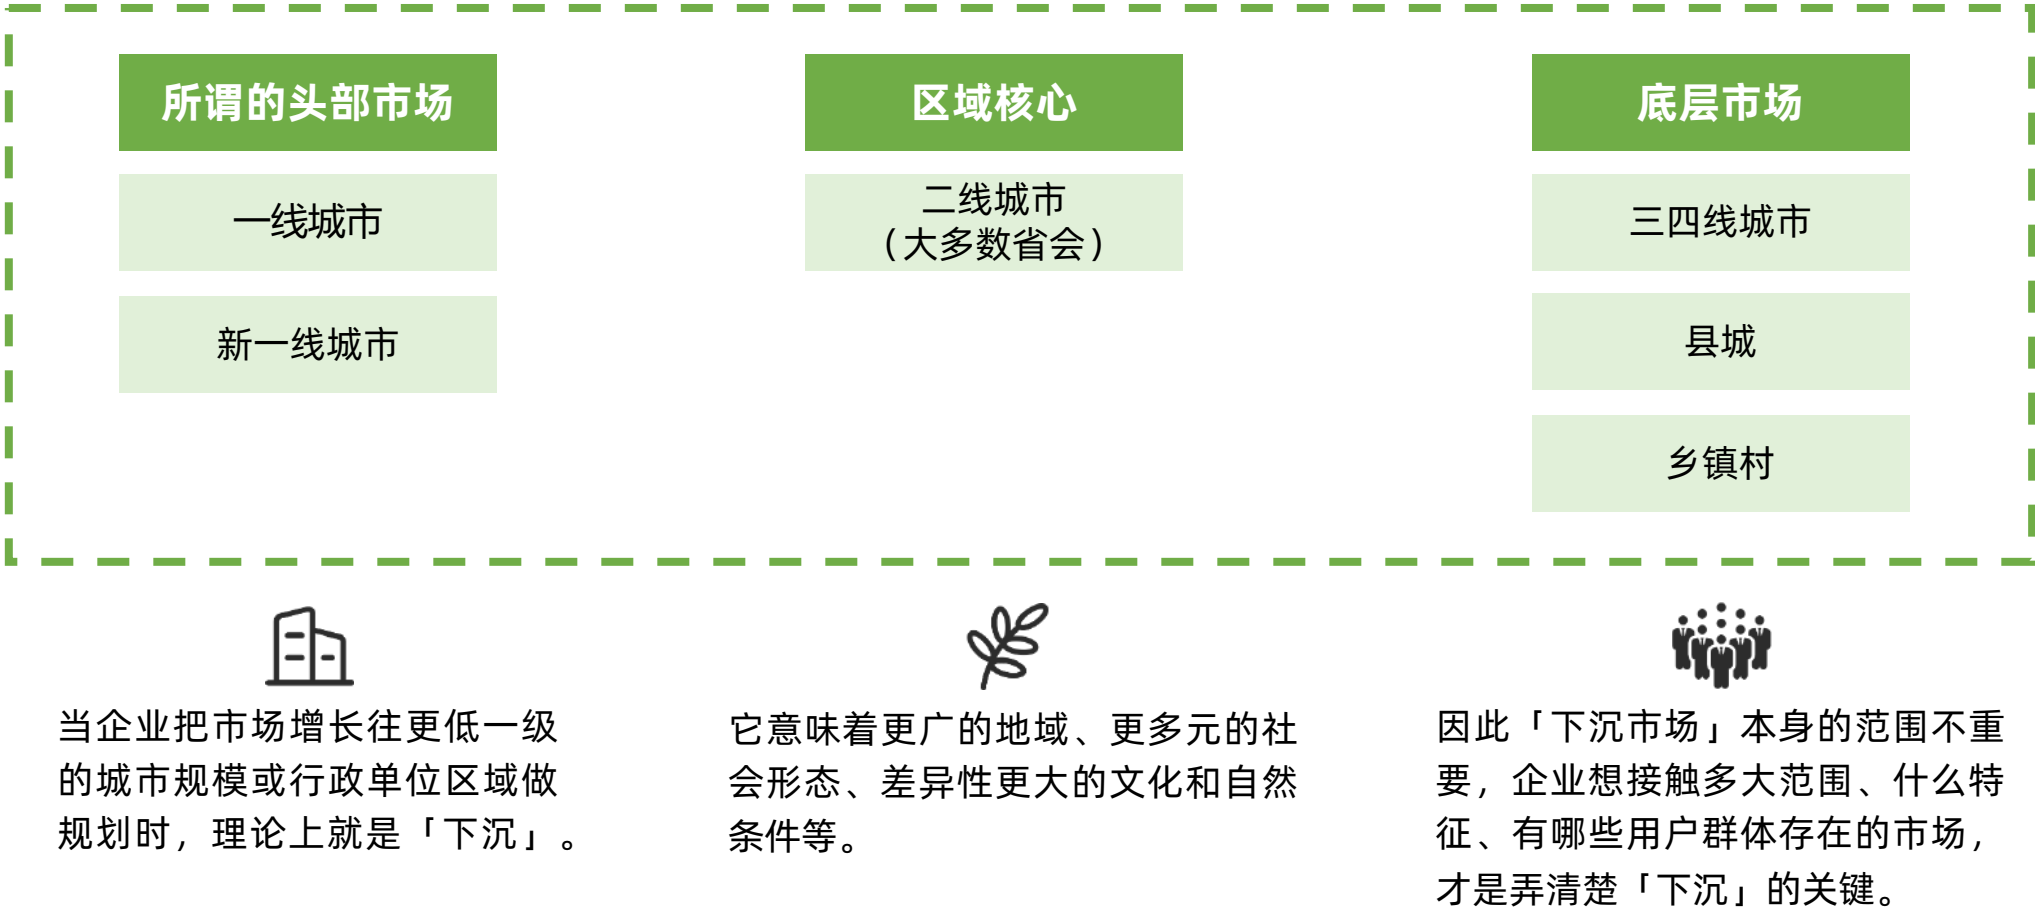 所谓的头部市场
一线城市
新一线城市
区域核心
二线城市
（大多数省会）
底层市场
三四线城市
县城
乡镇村
当企业把市场增长往更低一级
的城市规模或行政单位区域做
规划时，理论上就是「下沉」。
它意味着更广的地域、更多元的社
会形态、差异性更大的文化和自然
条件等。
因此「下沉市场」本身的范围不重
要，企业想接触多大范围、什么特
征、有哪些用户群体存在的市场，
才是弄清楚「下沉」的关键。